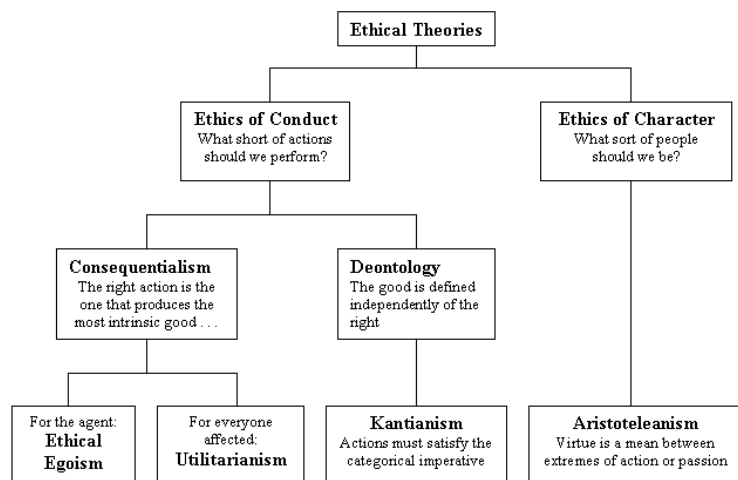 Ethical Theories
Ethics of Conduct
What short of actions
should we perform?
Ethics of Character
What sort of people
should we be?
Consequentialism
The right action is the
one that produces the
most intrinsic good . . .
Deontology
The good is defined
independently of the
right
For the agent:
Ethical
Egoism
For everyone
affected:
Utilitarianism
Kantianism
Actions must satisfy the
categorical imperative
Aristoteleanism
Virtue is a mean between
extremes of action or passion